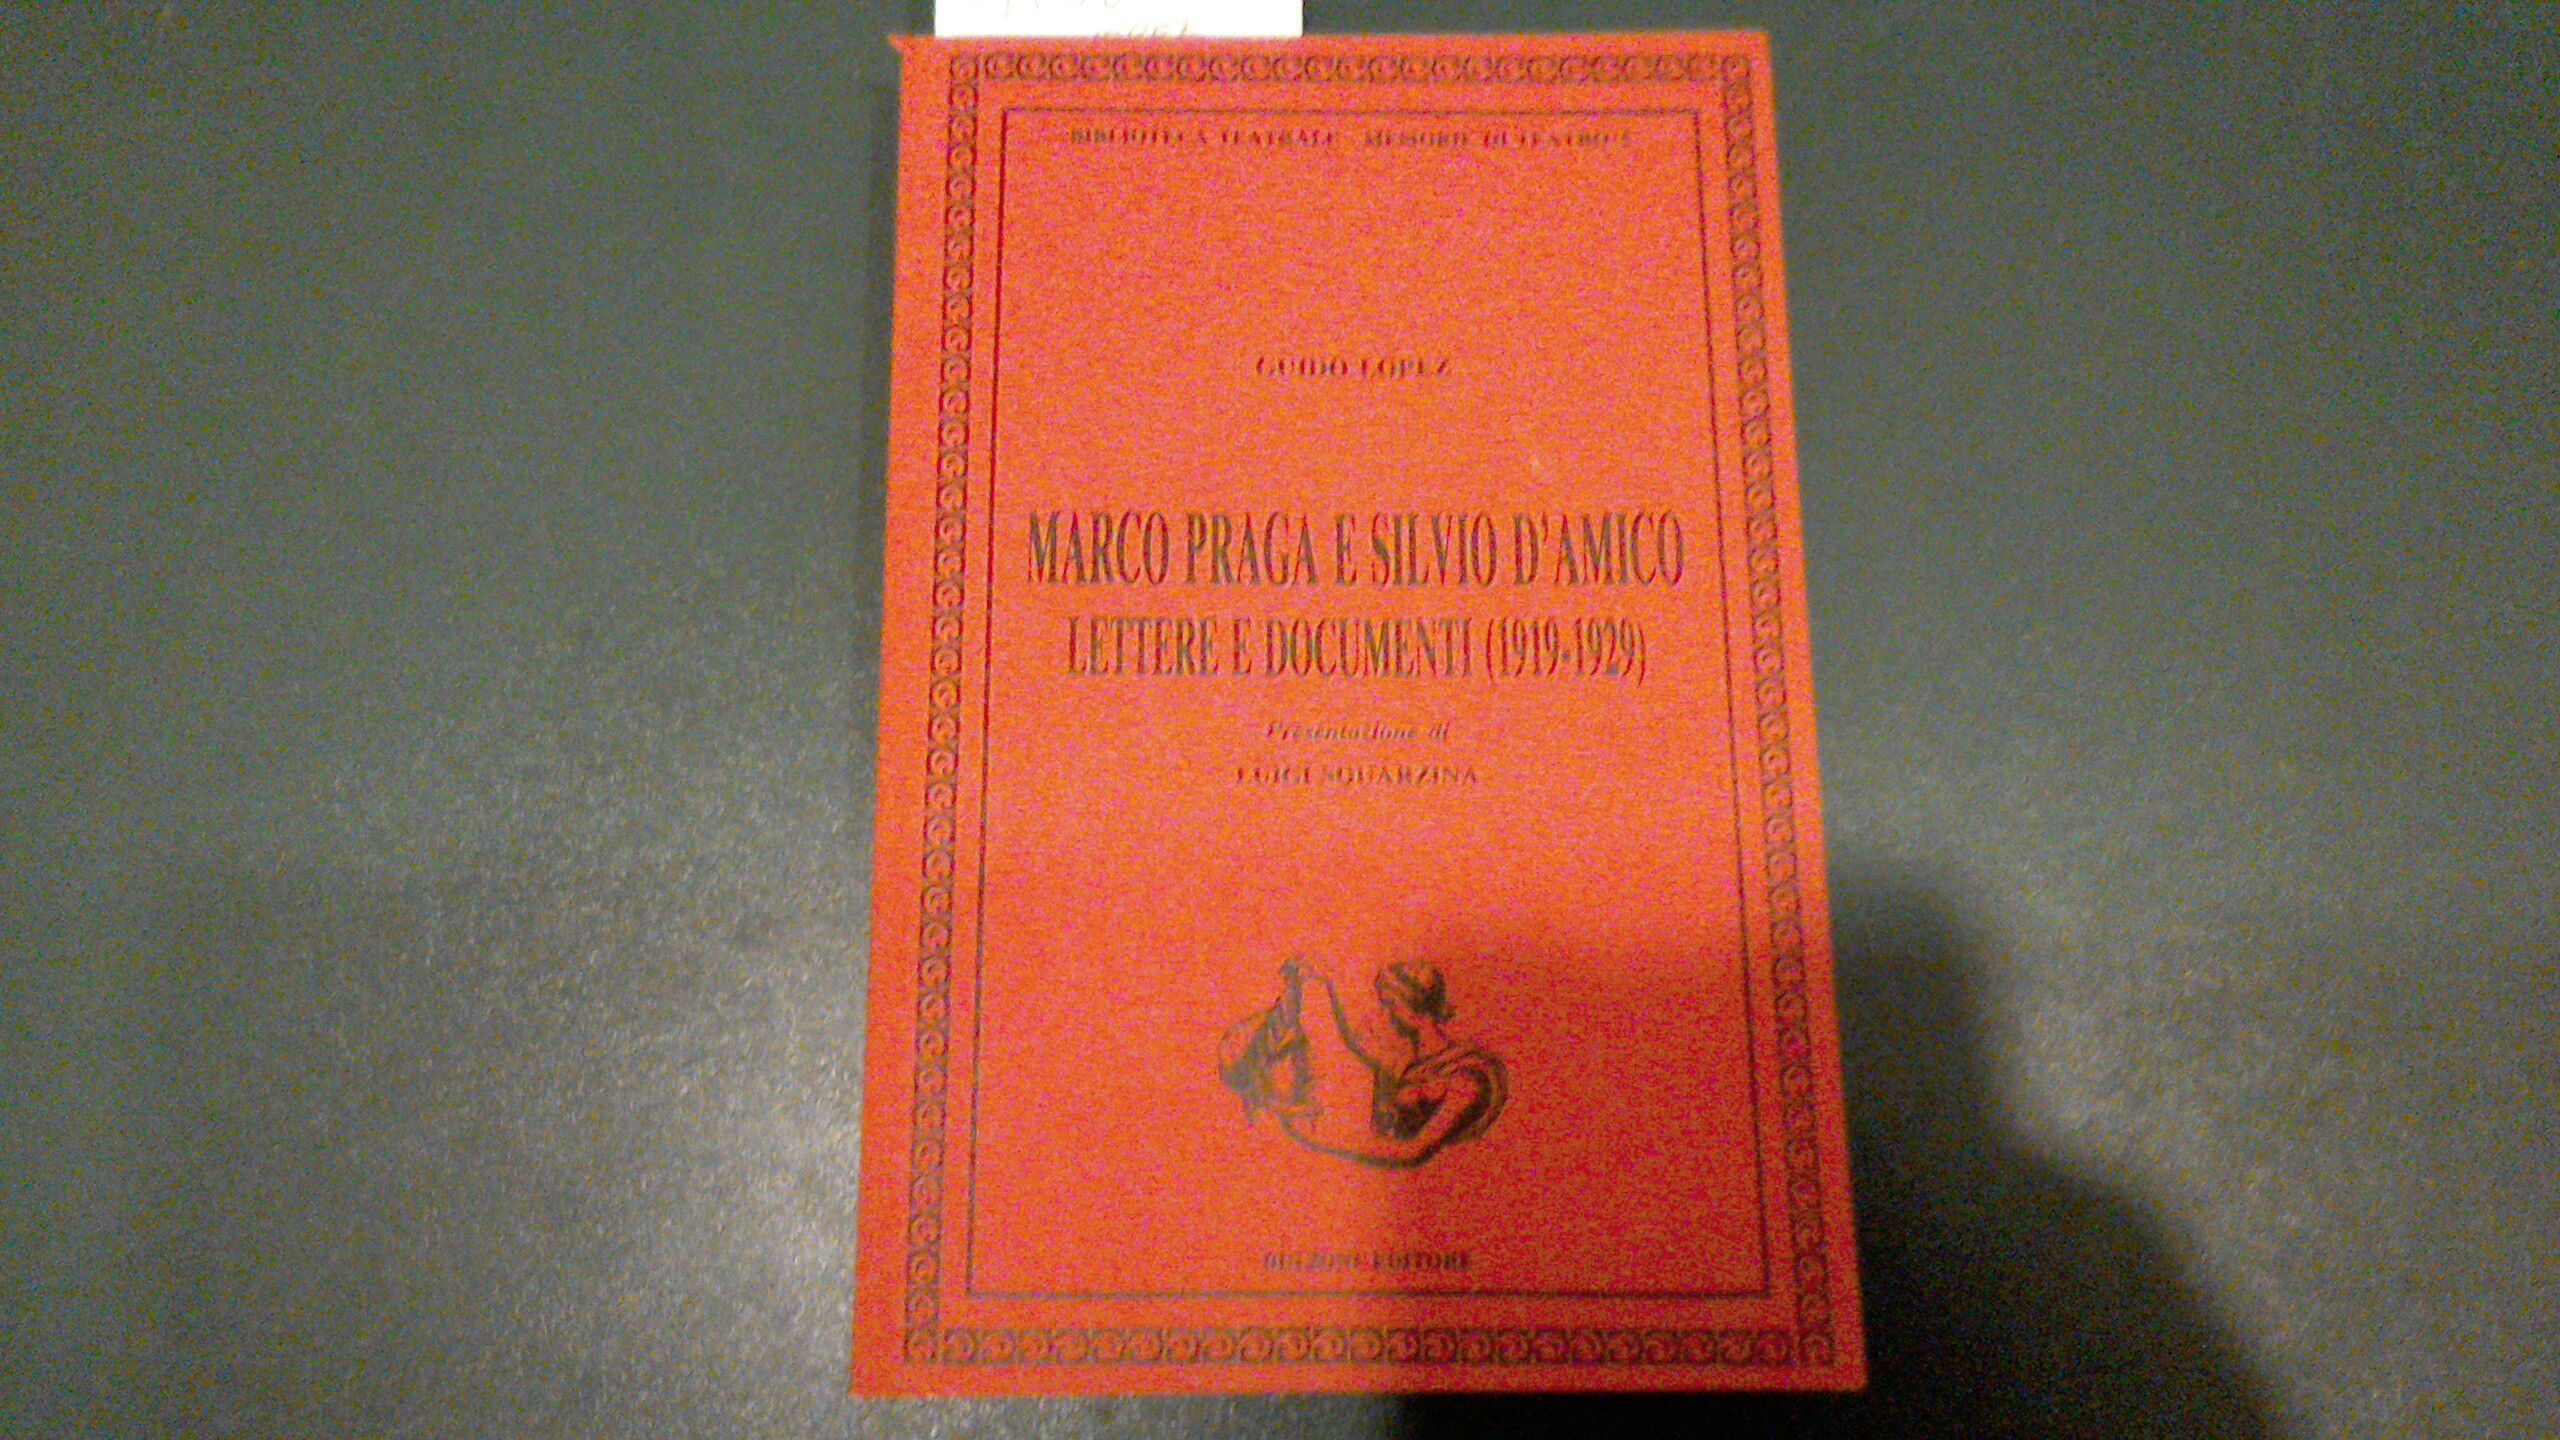 BIBLIOTECA TEATRALE - MEMORIE DI TEATRO
GUIDO LOPEZ
MARCO PRAGA E SILVIO D'AMICO
LETTERE E DOCUMENTI (1919-1929)
Presentazione di
LUIGI SQUARZINA
BULZONI EDITORE